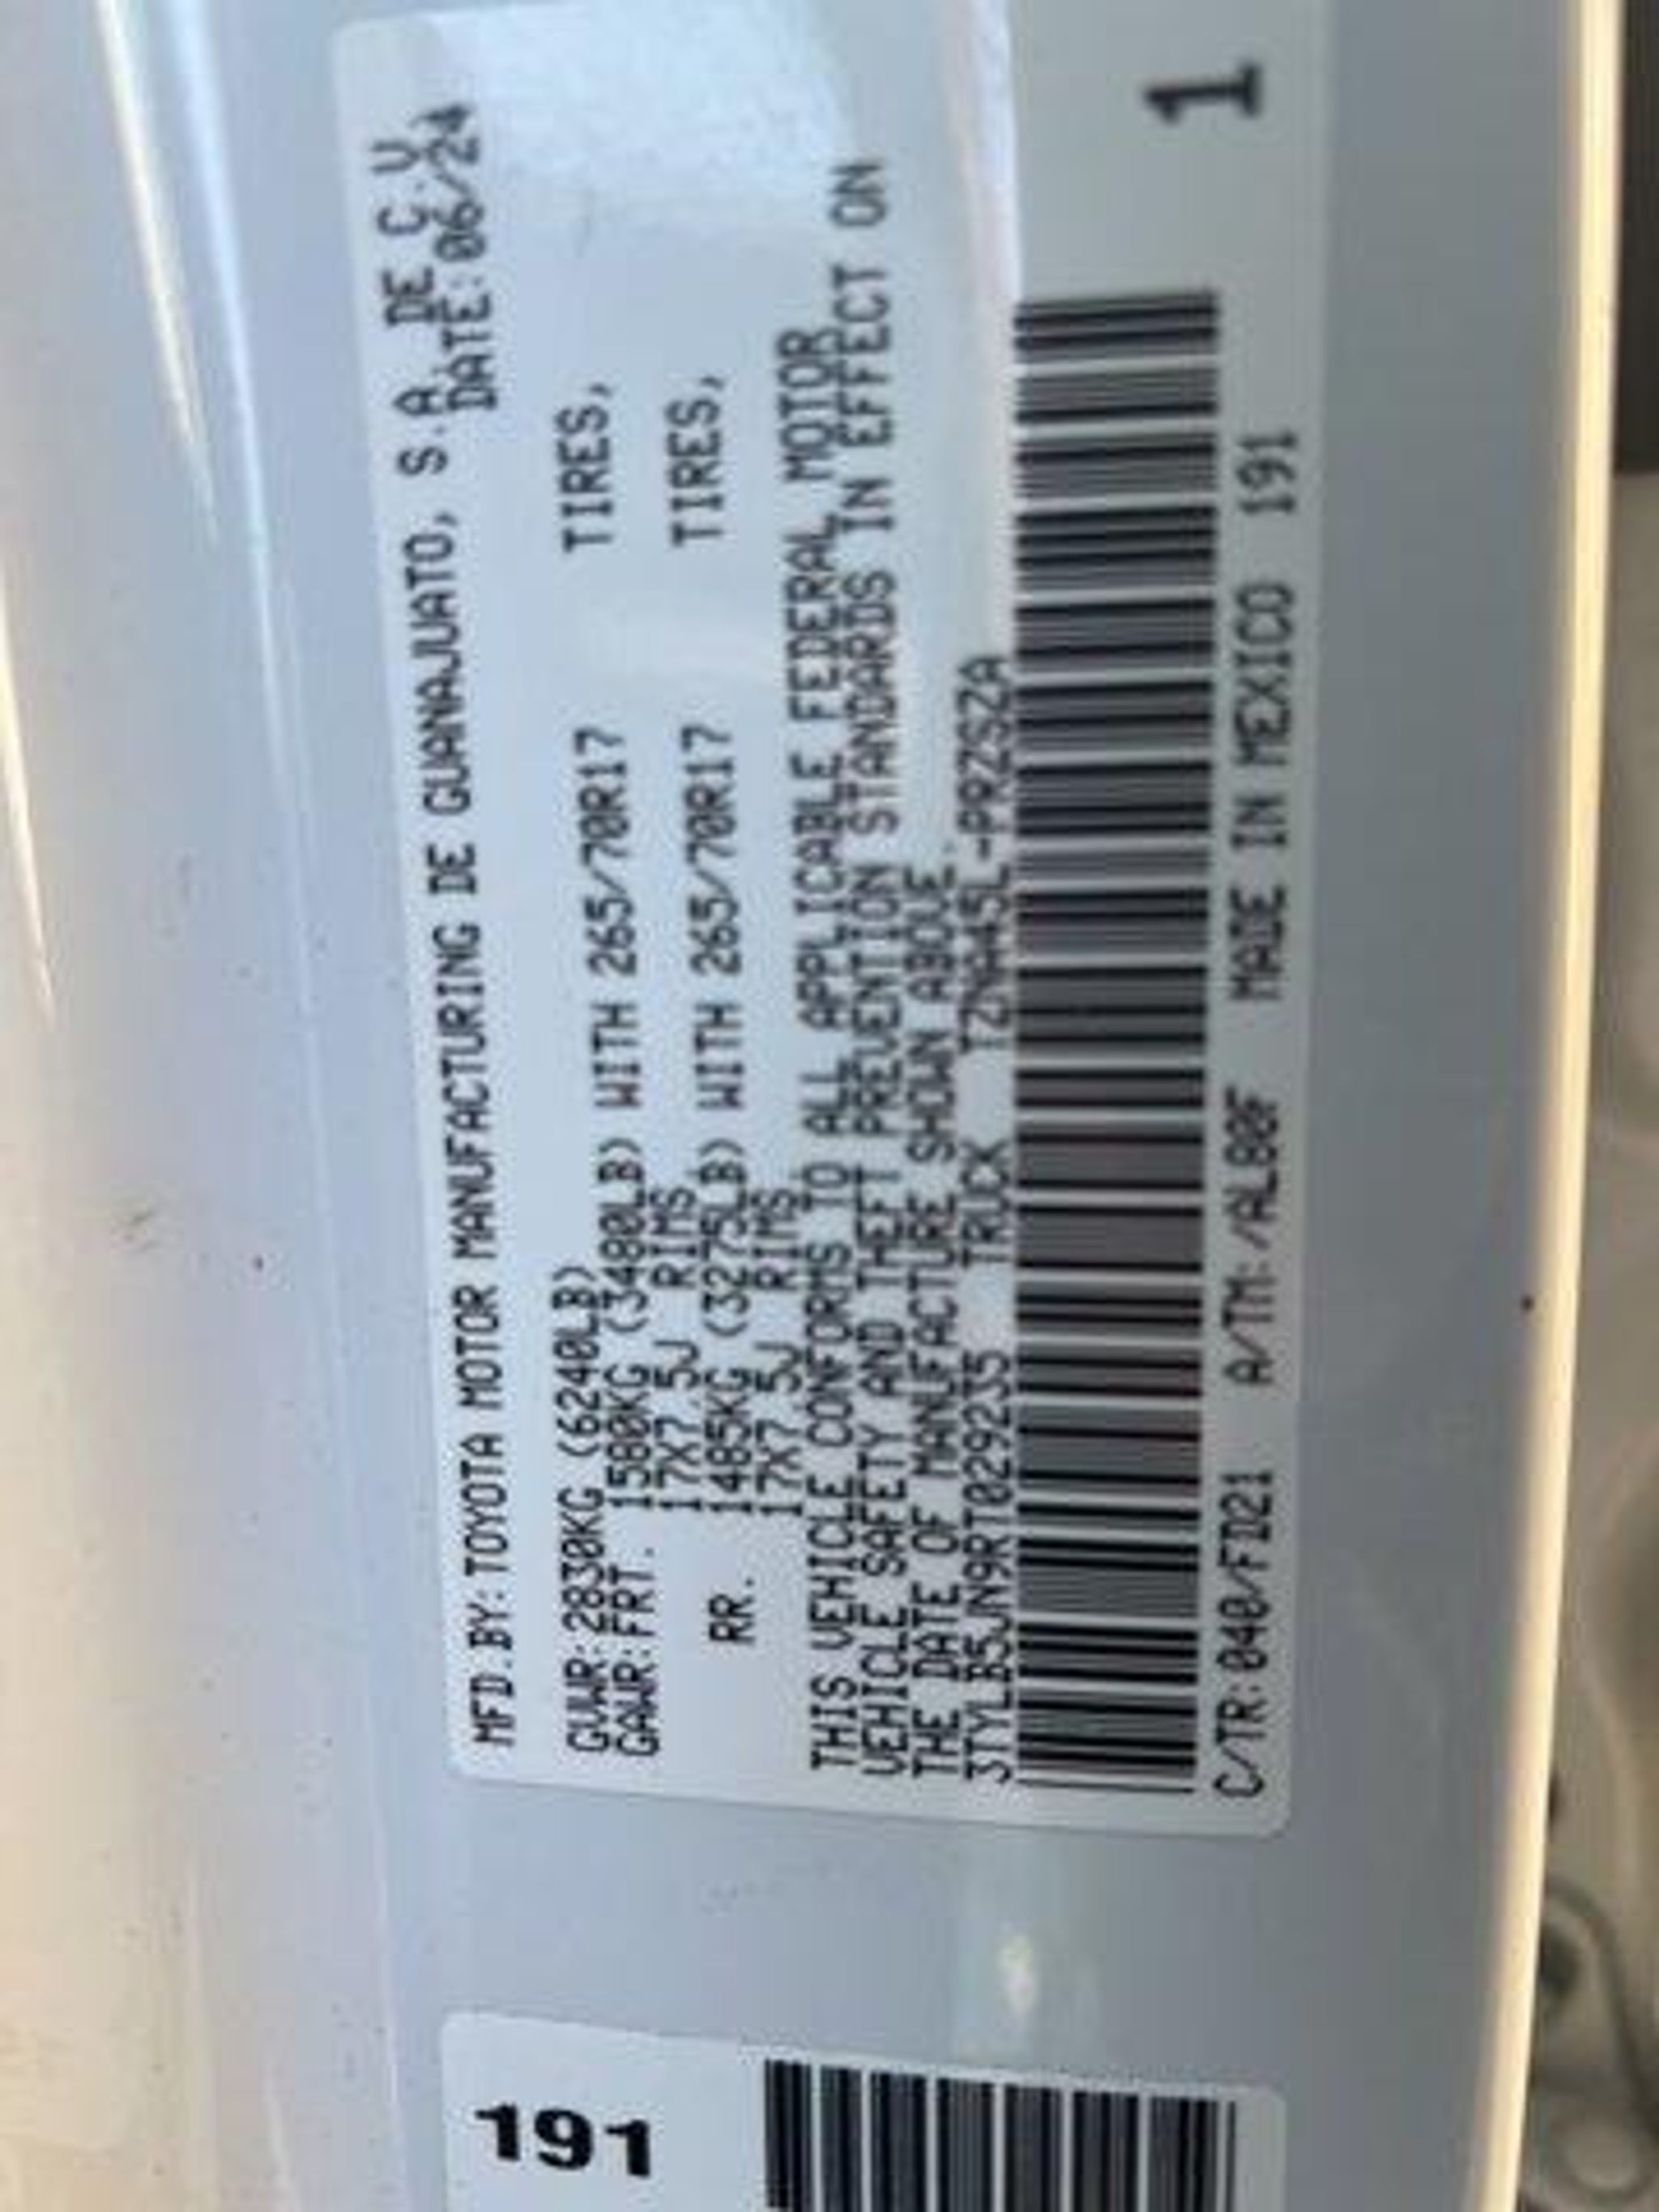 MFD.BY:TOYOTA MOTOR MANUFACTURING DE GUANAJUATO, S.A. DE C.V.
DATE:06/24
GVWR:2830KG (6240LB)
GAWR:FRT. 1580KG (3480LB) WITH 265/70R17 TIRES,
17X7.5J RIMS
RR. 1485KG (3275LB) WITH 265/70R17 TIRES,
17X7.5J RIMS
THIS VEHICLE CONFORMS TO ALL APPLICABLE FEDERAL MOTOR
VEHICLE SAFETY AND THEFT PREVENTION STANDARDS IN EFFECT ON
THE DATE OF MANUFACTURE SHOWN ABOVE.
3TYLB5JN9RT029235 TRUCK TZNA45L-PRZSZA
C/TR:040/FD21 A/TM:/AL80F MADE IN MEXICO 191
1
191